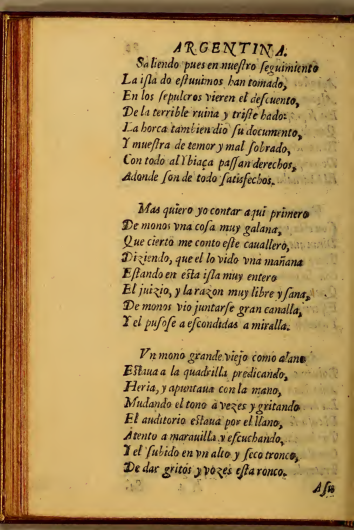 ARGENTINA.
Saliendo pues en nueſtro ſeguimiento
La iſla do eſtuuimos han tomado,
En los ſepulcros vieren el deſcuento,
De la terrible ruina y triſte hado:
La horca tambien dio ſu documento,
Y mueſtra de temor y mal ſobrado,
Con todo al Ybiaça paſſan derechos,
Adonde ſon de todo ſatisfechos.
Mas quiero yo contar aqui primero
De monos vna coſa muy galana,
Que cierto me conto eſte cauallero,
Diziendo, que el lo vido vna mañana
Eſtando en eſta iſla muy entero
El juizio, y la razon muy libre y ſana,
De monos vio juntarſe gran canalla,
Y el puſoſe a eſcondidas a miralla.
Vn mono grande viejo como alano
Eſtaua a la quadrilla predicando,
Heria, y apuntaua con la mano,
Mudando el tono à vezes y gritando
El auditorio eſtaua por el llano,
Atento a marauilla y eſcuchando,
Y el ſubido en vn alto y ſeco tronco,
De dar gritos y vozes eſta ronco.